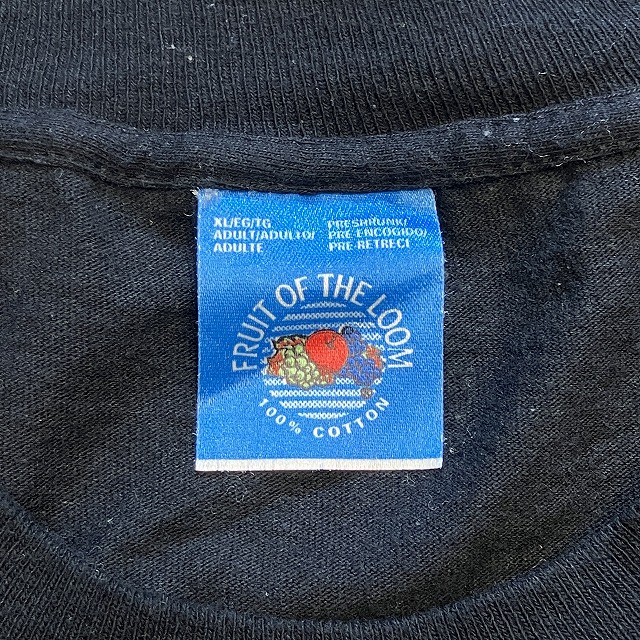 XL/EG/TG
ADULT/ADULTO/
ADULTE
PRESHRUNK/
PRE-ENCOGIDO/
PRE-RETRECI
FRUIT OF THE LOOM
100% COTTON